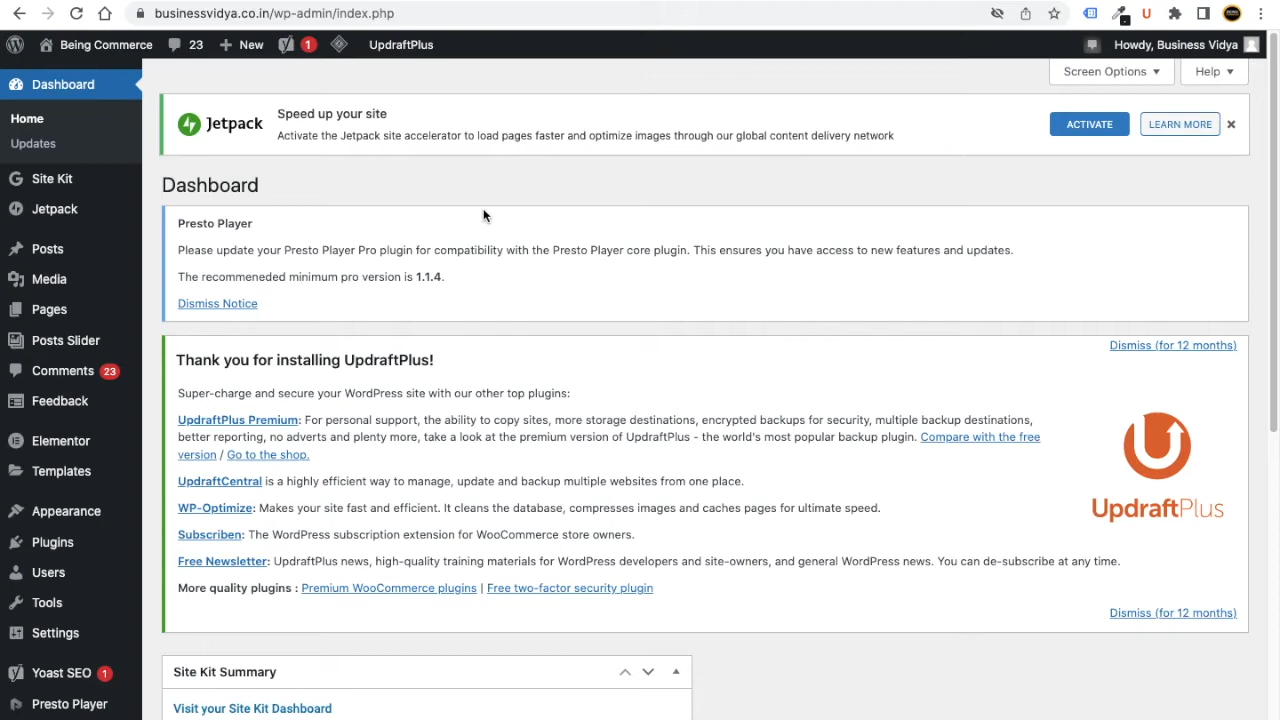 businessvidya.co.in/wp-admin/index.php
Being Commerce 23 New 1 UpdraftPlus Howdy, Business Vidya
Screen Options Help
Dashboard
Home
Updates
Site Kit
Jetpack
Posts
Media
Pages
Posts Slider
Comments 23
Feedback
Elementor
Templates
Appearance
Plugins
Users
Tools
Settings
Yoast SEO 1
Presto Player
Jetpack
Speed up your site
Activate the Jetpack site accelerator to load pages faster and optimize images through our global content delivery network
ACTIVATE LEARN MORE
Dashboard
Presto Player
Please update your Presto Player Pro plugin for compatibility with the Presto Player core plugin. This ensures you have access to new features and updates.
The recommeneded minimum pro version is 1.1.4.
Dismiss Notice
Dismiss (for 12 months)
Thank you for installing UpdraftPlus!
Super-charge and secure your WordPress site with our other top plugins:
UpdraftPlus Premium: For personal support, the ability to copy sites, more storage destinations, encrypted backups for security, multiple backup destinations,
better reporting, no adverts and plenty more, take a look at the premium version of UpdraftPlus - the world's most popular backup plugin. Compare with the free
version / Go to the shop.
UpdraftCentral is a highly efficient way to manage, update and backup multiple websites from one place.
WP-Optimize: Makes your site fast and efficient. It cleans the database, compresses images and caches pages for ultimate speed.
Subscriben: The WordPress subscription extension for WooCommerce store owners.
Free Newsletter: UpdraftPlus news, high-quality training materials for WordPress developers and site-owners, and general WordPress news. You can de-subscribe at any time.
More quality plugins : Premium WooCommerce plugins | Free two-factor security plugin
UpdraftPlus
Dismiss (for 12 months)
Site Kit Summary
Visit your Site Kit Dashboard